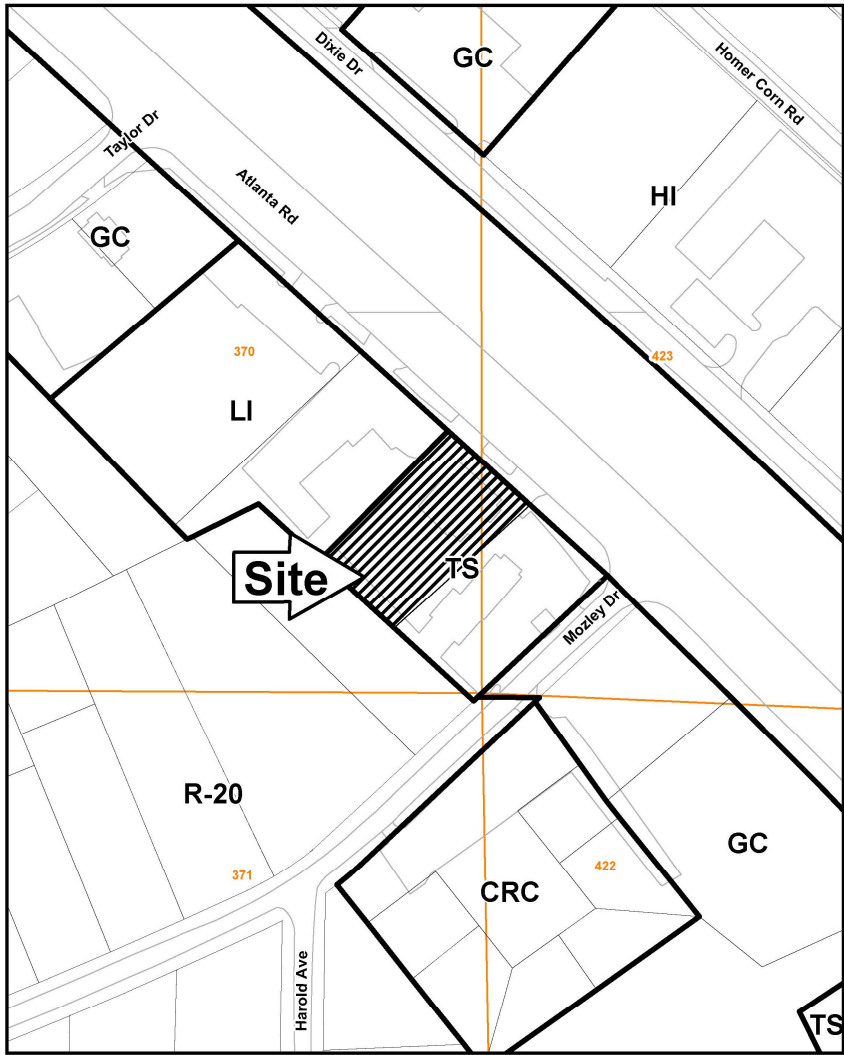 GC
Dixie Dr
Homer Corn Rd
Taylor Dr
Atlanta Rd
HI
GC
370
423
LI
Site
TS
Mozley Dr
R-20
GC
371
422
CRC
Harold Ave
TS